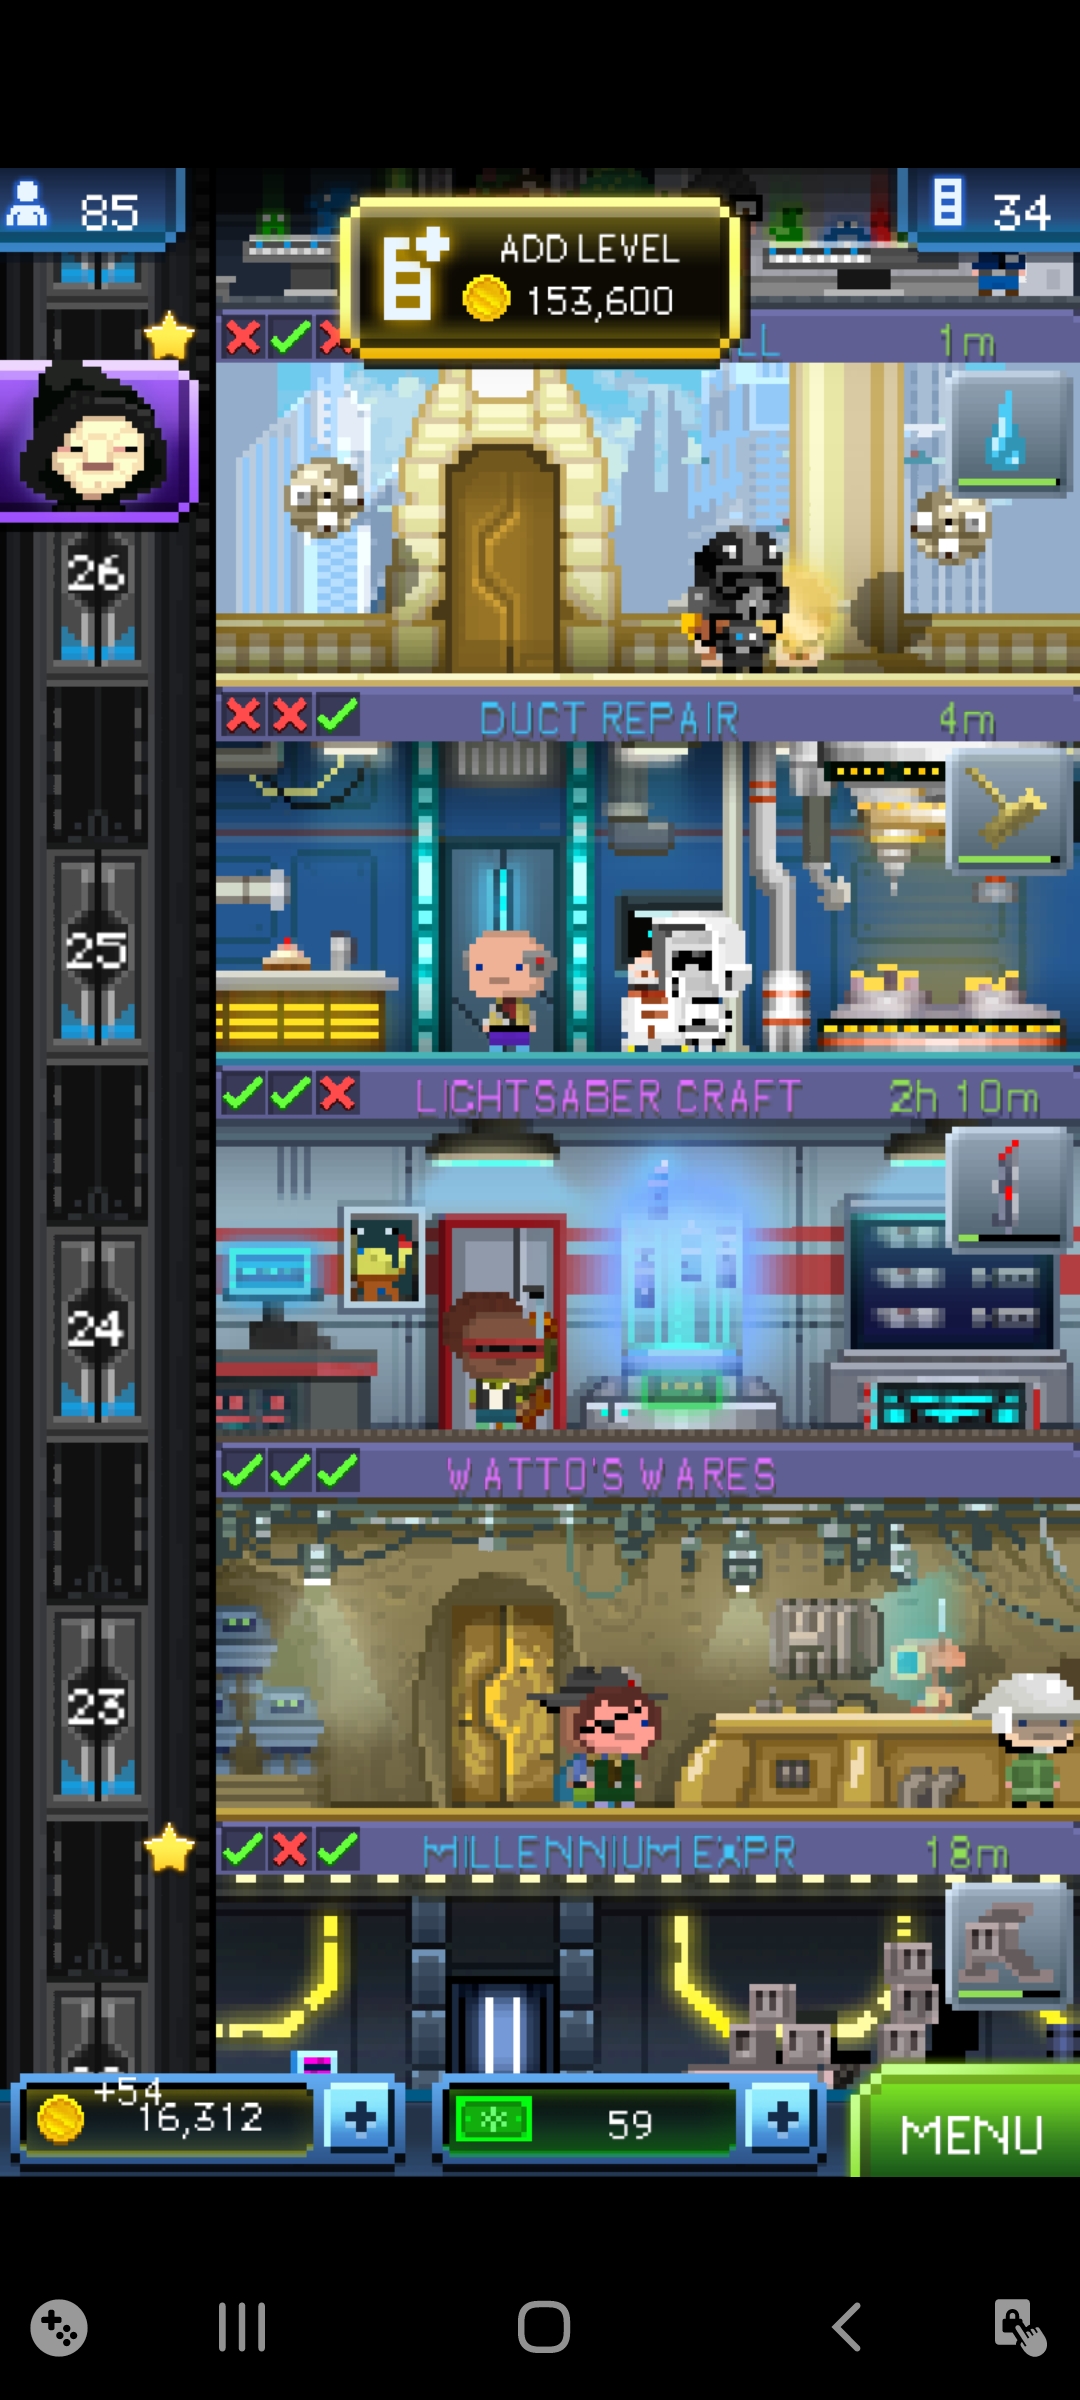 85
34
ADD LEVEL
153,600
LL
1m
26
DUCT REPAIR
4m
25
LIGHTSABER CRAFT
2h 10m
24
WATTO'S WARES
23
MILLENNIUM EXPR
18m
+54
16,312
59
MENU